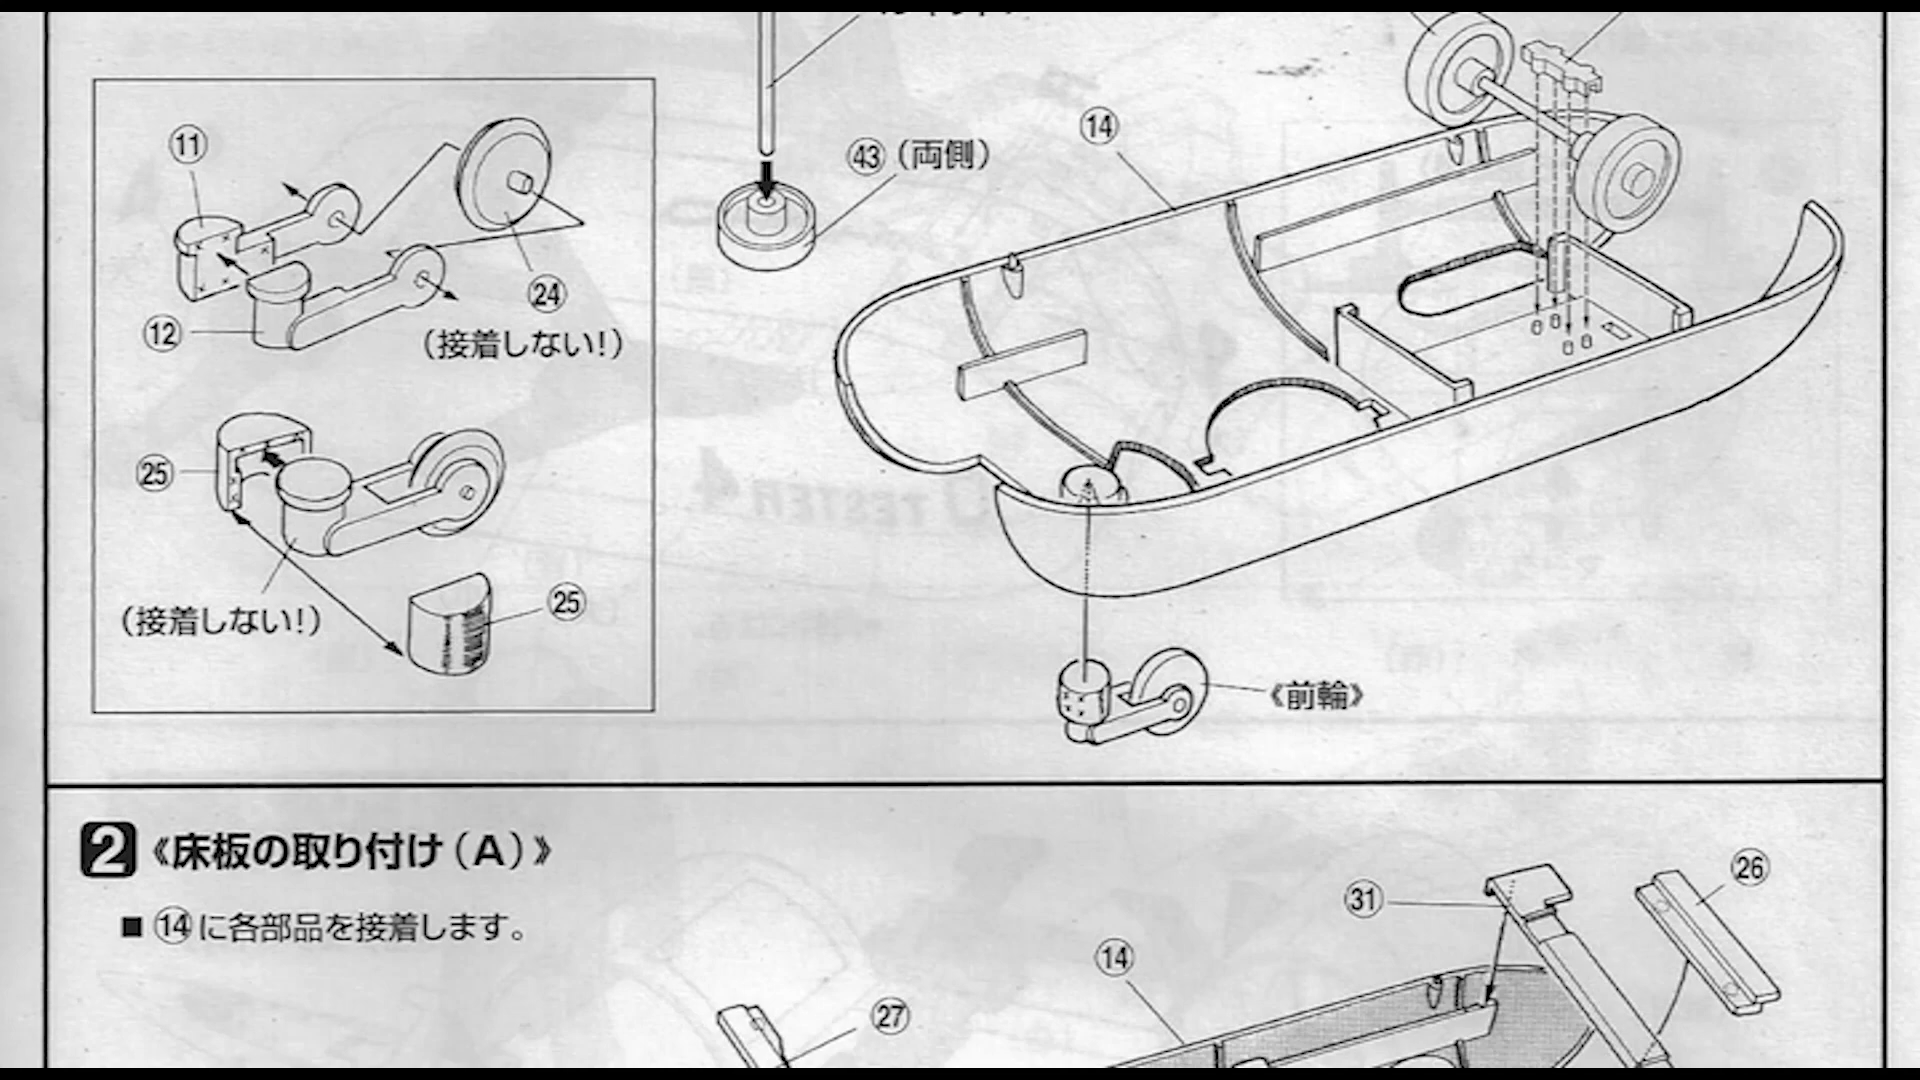 ⑪
⑭
㊸（両側）
㉔
（接着しない！）
⑫
㉕
㉕
（接着しない！）
《前輪》
2 《床板の取り付け（A）》
■ ⑭に各部品を接着します。
㉛
㉖
⑭
㉗